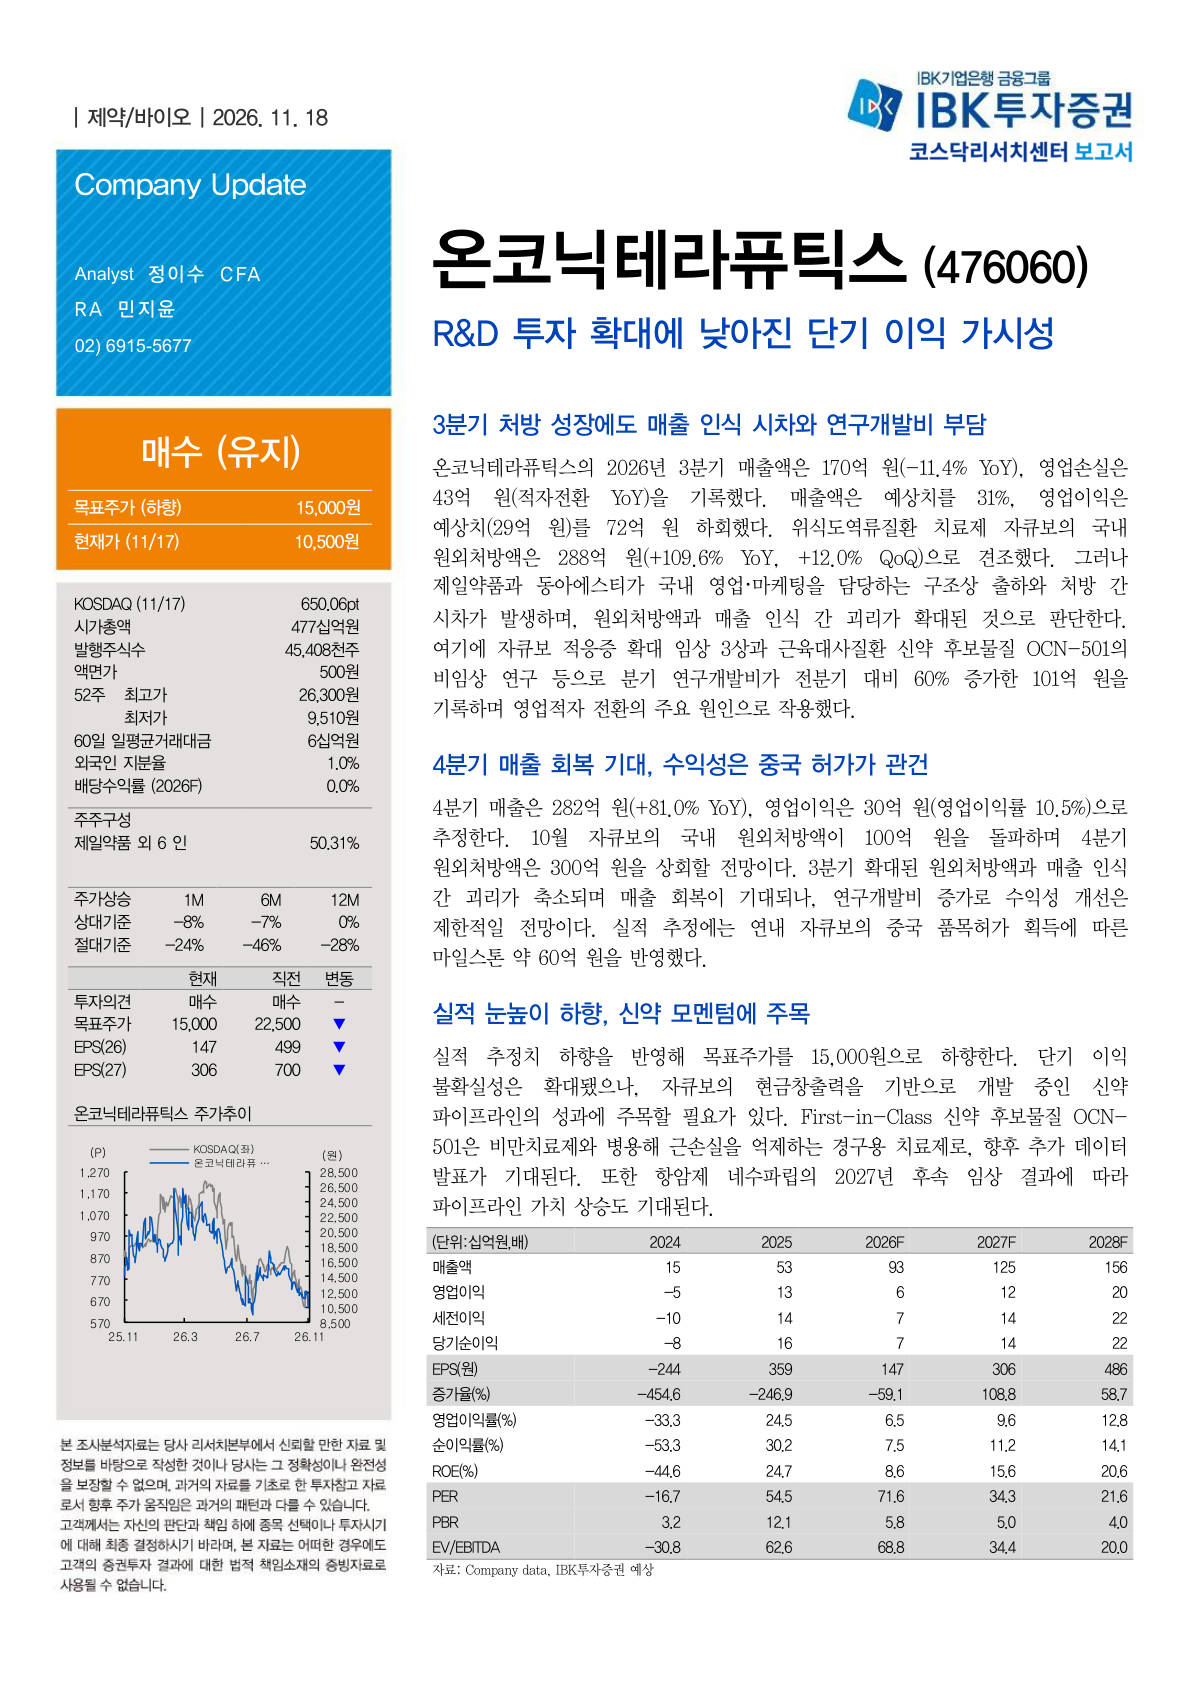 | 제약/바이오 | 2026. 11. 18
IBK기업은행 금융그룹
IBK투자증권
코스닥리서치센터 보고서
Company Update
Analyst 정이수 CFA
RA 민지윤
02) 6915-5677
매수 (유지)
목표주가 (하향) 15,000원
현재가 (11/17) 10,500원
KOSDAQ (11/17) 650.06pt
시가총액 477십억원
발행주식수 45,408천주
액면가 500원
52주 최고가 26,300원
최저가 9,510원
60일 일평균거래대금 6십억원
외국인 지분율 1.0%
배당수익률 (2026F) 0.0%
주주구성
제일약품 외 6 인 50.31%
주가상승 1M 6M 12M
상대기준 –8% –7% 0%
절대기준 –24% –46% –28%
현재 직전 변동
투자의견 매수 매수 –
목표주가 15,000 22,500 ▼
EPS(26) 147 499 ▼
EPS(27) 306 700 ▼
온코닉테라퓨틱스 주가추이
(P) KOSDAQ(좌) (원)
온코닉테라퓨 …
1,270 28,500
26,500
1,170 24,500
1,070 22,500
970 20,500
18,500
870 16,500
770 14,500
12,500
670 10,500
570 8,500
25.11 26.3 26.7 26.11
본 조사분석자료는 당사 리서치본부에서 신뢰할 만한 자료 및
정보를 바탕으로 작성한 것이나 당사는 그 정확성이나 완전성
을 보장할 수 없으며, 과거의 자료를 기초로 한 투자참고 자료
로서 향후 주가 움직임은 과거의 패턴과 다를 수 있습니다.
고객께서는 자신의 판단과 책임 하에 종목 선택이나 투자시기
에 대해 최종 결정하시기 바라며, 본 자료는 어떠한 경우에도
고객의 증권투자 결과에 대한 법적 책임소재의 증빙자료로
사용될 수 없습니다.
온코닉테라퓨틱스 (476060)
R&D 투자 확대에 낮아진 단기 이익 가시성
3분기 처방 성장에도 매출 인식 시차와 연구개발비 부담
온코닉테라퓨틱스의 2026년 3분기 매출액은 170억 원(–11.4% YoY), 영업손실은
43억 원(적자전환 YoY)을 기록했다. 매출액은 예상치를 31%, 영업이익은
예상치(29억 원)를 72억 원 하회했다. 위식도역류질환 치료제 자큐보의 국내
원외처방액은 288억 원(+109.6% YoY, +12.0% QoQ)으로 견조했다. 그러나
제일약품과 동아에스티가 국내 영업·마케팅을 담당하는 구조상 출하와 처방 간
시차가 발생하며, 원외처방액과 매출 인식 간 괴리가 확대된 것으로 판단한다.
여기에 자큐보 적응증 확대 임상 3상과 근육대사질환 신약 후보물질 OCN–501의
비임상 연구 등으로 분기 연구개발비가 전분기 대비 60% 증가한 101억 원을
기록하며 영업적자 전환의 주요 원인으로 작용했다.
4분기 매출 회복 기대, 수익성은 중국 허가가 관건
4분기 매출은 282억 원(+81.0% YoY), 영업이익은 30억 원(영업이익률 10.5%)으로
추정한다. 10월 자큐보의 국내 원외처방액이 100억 원을 돌파하며 4분기
원외처방액은 300억 원을 상회할 전망이다. 3분기 확대된 원외처방액과 매출 인식
간 괴리가 축소되며 매출 회복이 기대되나, 연구개발비 증가로 수익성 개선은
제한적일 전망이다. 실적 추정에는 연내 자큐보의 중국 품목허가 획득에 따른
마일스톤 약 60억 원을 반영했다.
실적 눈높이 하향, 신약 모멘텀에 주목
실적 추정치 하향을 반영해 목표주가를 15,000원으로 하향한다. 단기 이익
불확실성은 확대됐으나, 자큐보의 현금창출력을 기반으로 개발 중인 신약
파이프라인의 성과에 주목할 필요가 있다. First–in–Class 신약 후보물질 OCN–
501은 비만치료제와 병용해 근손실을 억제하는 경구용 치료제로, 향후 추가 데이터
발표가 기대된다. 또한 항암제 네수파립의 2027년 후속 임상 결과에 따라
파이프라인 가치 상승도 기대된다.
(단위:십억원,배) 2024 2025 2026F 2027F 2028F
매출액 15 53 93 125 156
영업이익 –5 13 6 12 20
세전이익 –10 14 7 14 22
당기순이익 –8 16 7 14 22
EPS(원) –244 359 147 306 486
증가율(%) –454.6 –246.9 –59.1 108.8 58.7
영업이익률(%) –33.3 24.5 6.5 9.6 12.8
순이익률(%) –53.3 30.2 7.5 11.2 14.1
ROE(%) –44.6 24.7 8.6 15.6 20.6
PER –16.7 54.5 71.6 34.3 21.6
PBR 3.2 12.1 5.8 5.0 4.0
EV/EBITDA –30.8 62.6 68.8 34.4 20.0
자료: Company data, IBK투자증권 예상